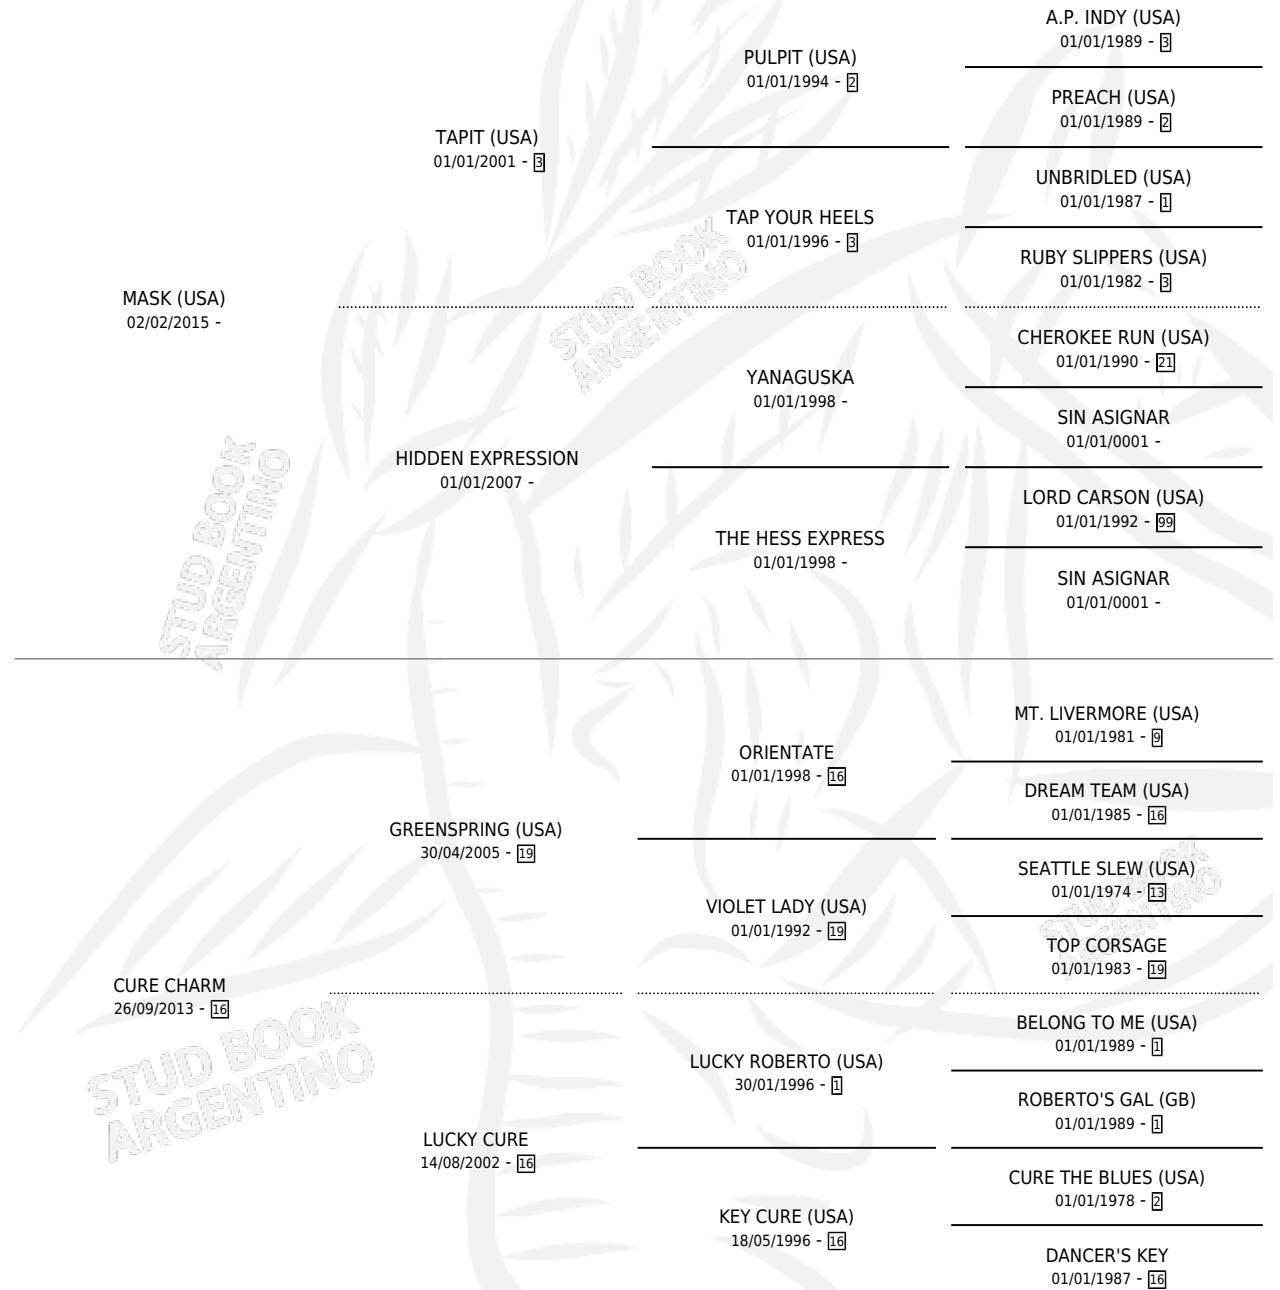 A.P. INDY (USA)
01/01/1989 - 3
PULPIT (USA)
01/01/1994 - 2
PREACH (USA)
01/01/1989 - 2
TAPIT (USA)
01/01/2001 - 3
UNBRIDLED (USA)
01/01/1987 - 1
TAP YOUR HEELS
01/01/1996 - 3
RUBY SLIPPERS (USA)
01/01/1982 - 3
MASK (USA)
02/02/2015 -
CHEROKEE RUN (USA)
01/01/1990 - 21
YANAGUSKA
01/01/1998 -
SIN ASIGNAR
01/01/0001 -
HIDDEN EXPRESSION
01/01/2007 -
LORD CARSON (USA)
01/01/1992 - 99
THE HESS EXPRESS
01/01/1998 -
SIN ASIGNAR
01/01/0001 -
MT. LIVERMORE (USA)
01/01/1981 - 9
ORIENTATE
01/01/1998 - 16
DREAM TEAM (USA)
01/01/1985 - 16
GREENSPRING (USA)
30/04/2005 - 19
SEATTLE SLEW (USA)
01/01/1974 - 13
VIOLET LADY (USA)
01/01/1992 - 19
TOP CORSAGE
01/01/1983 - 19
CURE CHARM
26/09/2013 - 16
BELONG TO ME (USA)
01/01/1989 - 1
LUCKY ROBERTO (USA)
30/01/1996 - 1
ROBERTO'S GAL (GB)
01/01/1989 - 1
LUCKY CURE
14/08/2002 - 16
CURE THE BLUES (USA)
01/01/1978 - 2
KEY CURE (USA)
18/05/1996 - 16
DANCER'S KEY
01/01/1987 - 16
STUD BOOK
ARGENTINO
STUD BOOK
ARGENTINO
STUD BOOK
ARGENTINO
STUD BOOK
ARGENTINO